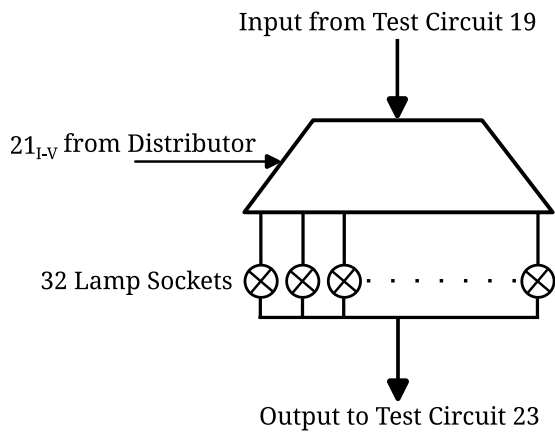 Input from Test Circuit 19
21I-V from Distributor
32 Lamp Sockets
Output to Test Circuit 23